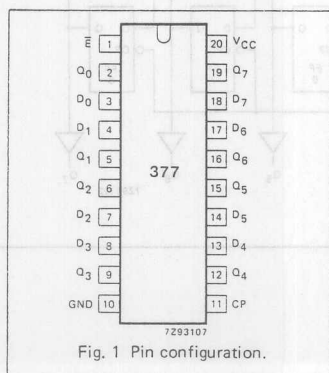 E 1 20 VCC
Q0 2 19 Q7
D0 3 18 D7
D1 4 17 D6
Q1 5 16 Q6
377
Q2 6 15 Q5
D2 7 14 D5
D3 8 13 D4
Q3 9 12 Q4
GND 10 11 CP
7Z93107
Fig. 1 Pin configuration.